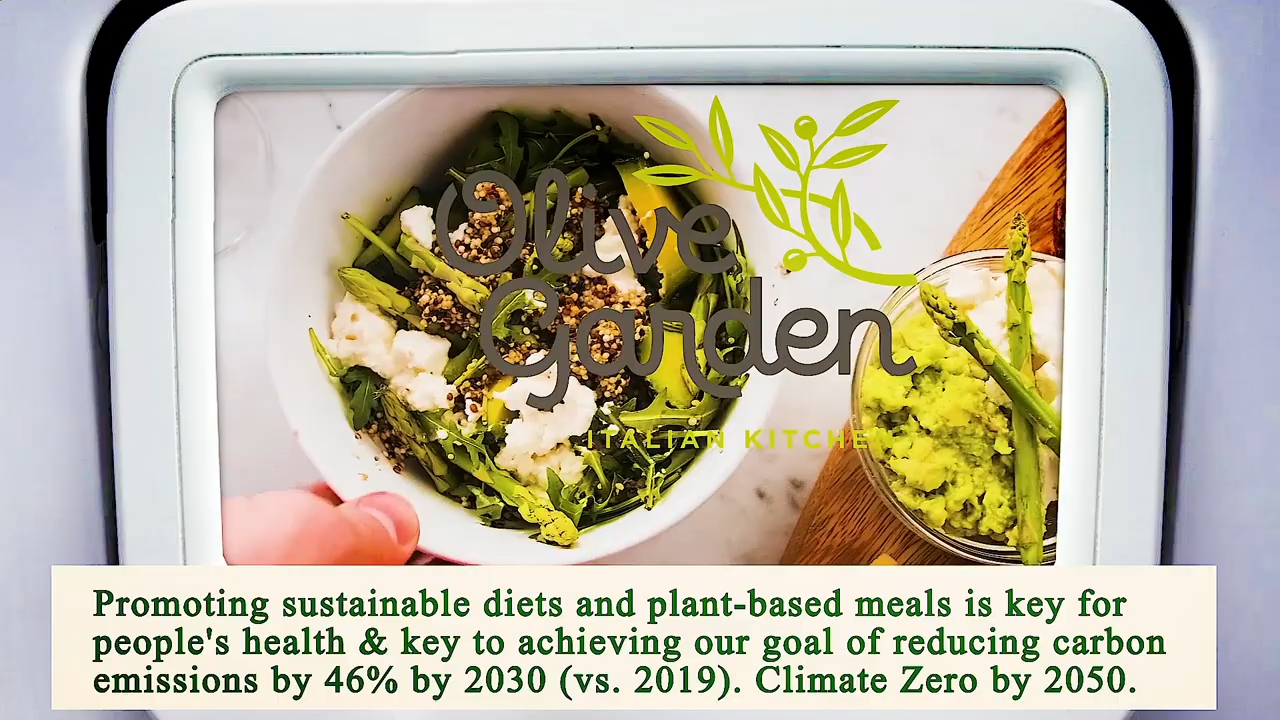 Olive
Garden
ITALIAN KITCHEN
Promoting sustainable diets and plant-based meals is key for
people's health & key to achieving our goal of reducing carbon
emissions by 46% by 2030 (vs. 2019). Climate Zero by 2050.